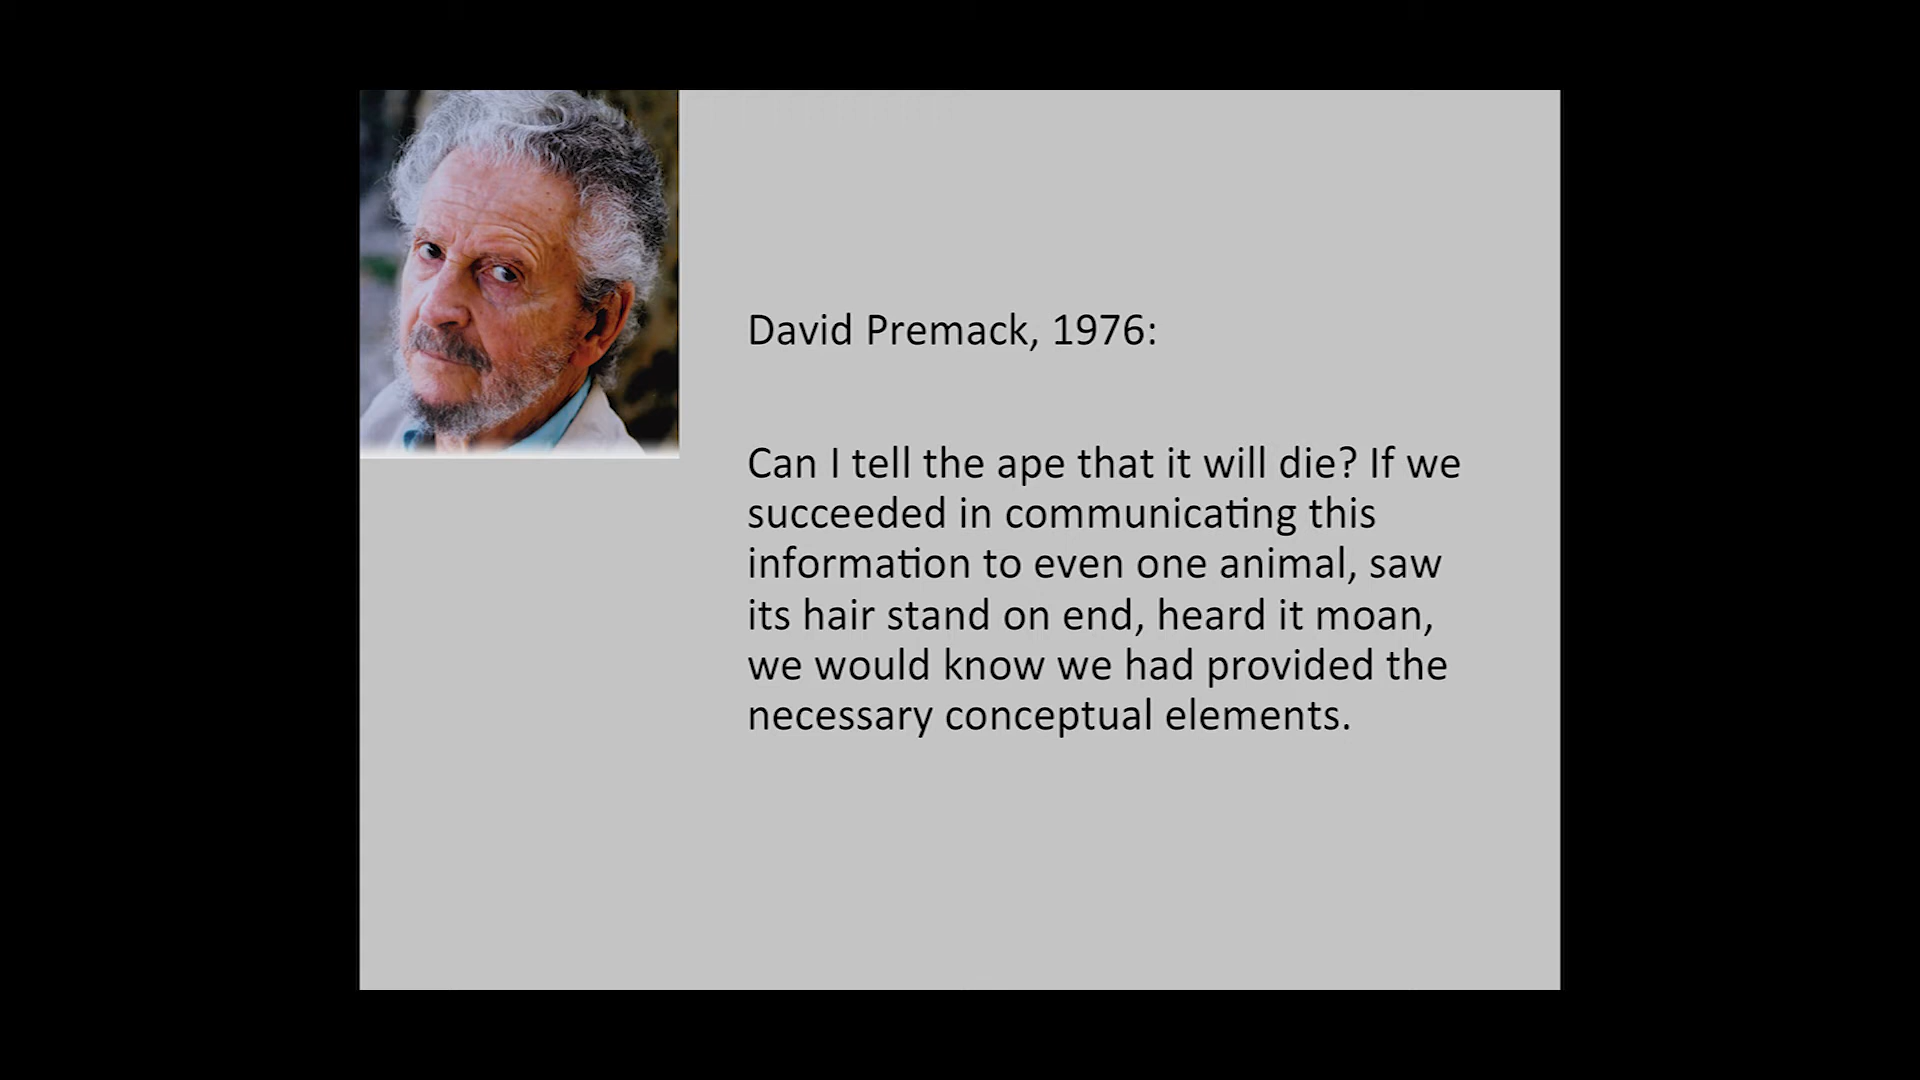 David Premack, 1976:
Can I tell the ape that it will die? If we
succeeded in communicating this
information to even one animal, saw
its hair stand on end, heard it moan,
we would know we had provided the
necessary conceptual elements.